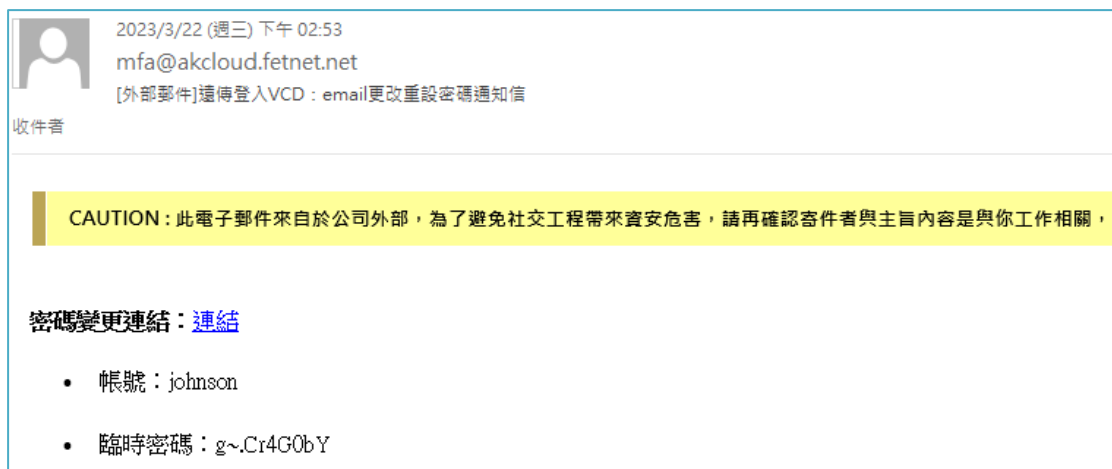 2023/3/22 (週三) 下午 02:53
mfa@akcloud.fetnet.net
[外部郵件]遠傳登入VCD：email更改重設密碼通知信
收件者
CAUTION : 此電子郵件來自於公司外部，為了避免社交工程帶來資安危害，請再確認寄件者與主旨內容是與你工作相關，
密碼變更連結：連結
• 帳號：johnson
• 臨時密碼：g~.Cr4G0bY